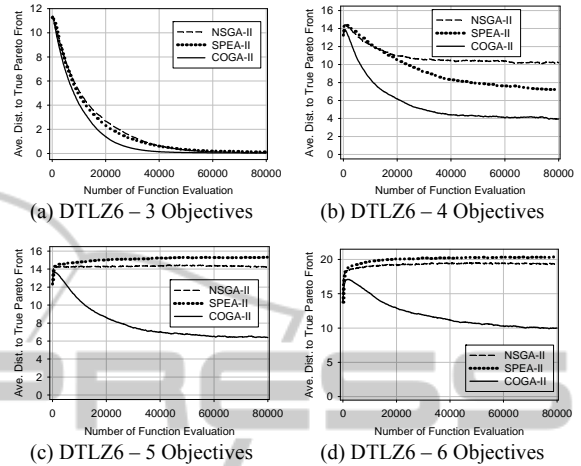 12
10
8
6
4
2
0
Ave. Dist. to True Pareto Front
NSGA-II
SPEA-II
COGA-II
0 20000 40000 60000 80000
Number of Function Evaluation
(a) DTLZ6 – 3 Objectives
16
14
12
10
8
6
4
2
0
Ave. Dist. to True Pareto Front
NSGA-II
SPEA-II
COGA-II
0 20000 40000 60000 80000
Number of Function Evaluation
(b) DTLZ6 – 4 Objectives
16
14
12
10
8
6
4
2
0
Ave. Dist. to True Pareto Front
NSGA-II
SPEA-II
COGA-II
0 20000 40000 60000 80000
Number of Function Evaluation
(c) DTLZ6 – 5 Objectives
20
15
10
5
0
Ave. Dist. to True Pareto Front
NSGA-II
SPEA-II
COGA-II
0 20000 40000 60000 80000
Number of Function Evaluation
(d) DTLZ6 – 6 Objectives
PRESS